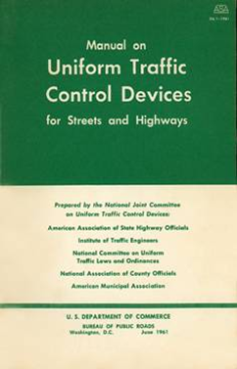 Manual on
Uniform Traffic
Control Devices
for Streets and Highways
Prepared by the National Joint Committee
on Uniform Traffic Control Devices:
American Association of State Highway Officials
Institute of Traffic Engineers
National Committee on Uniform
Traffic Laws and Ordinances
National Association of County Officials
American Municipal Association
U. S. DEPARTMENT OF COMMERCE
BUREAU OF PUBLIC ROADS
Washington, D.C. June 1961